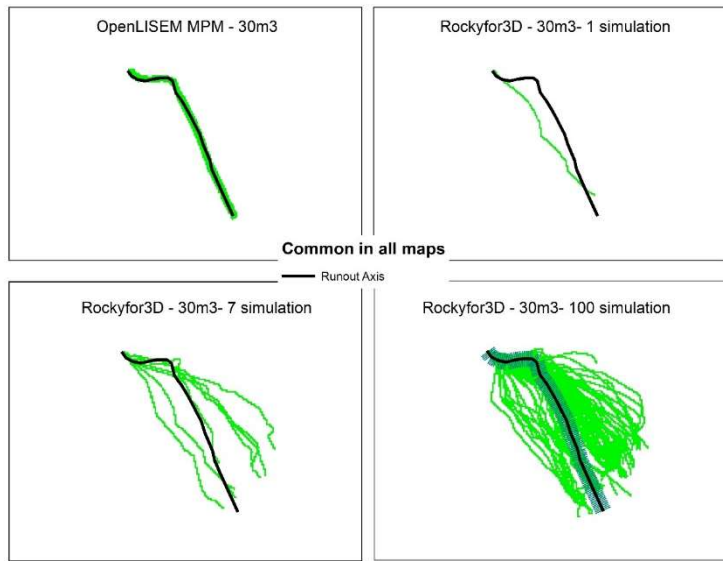 OpenLISEM MPM - 30m3
Rockyfor3D - 30m3- 1 simulation
Common in all maps
Runout Axis
Rockyfor3D - 30m3- 7 simulation
Rockyfor3D - 30m3- 100 simulation